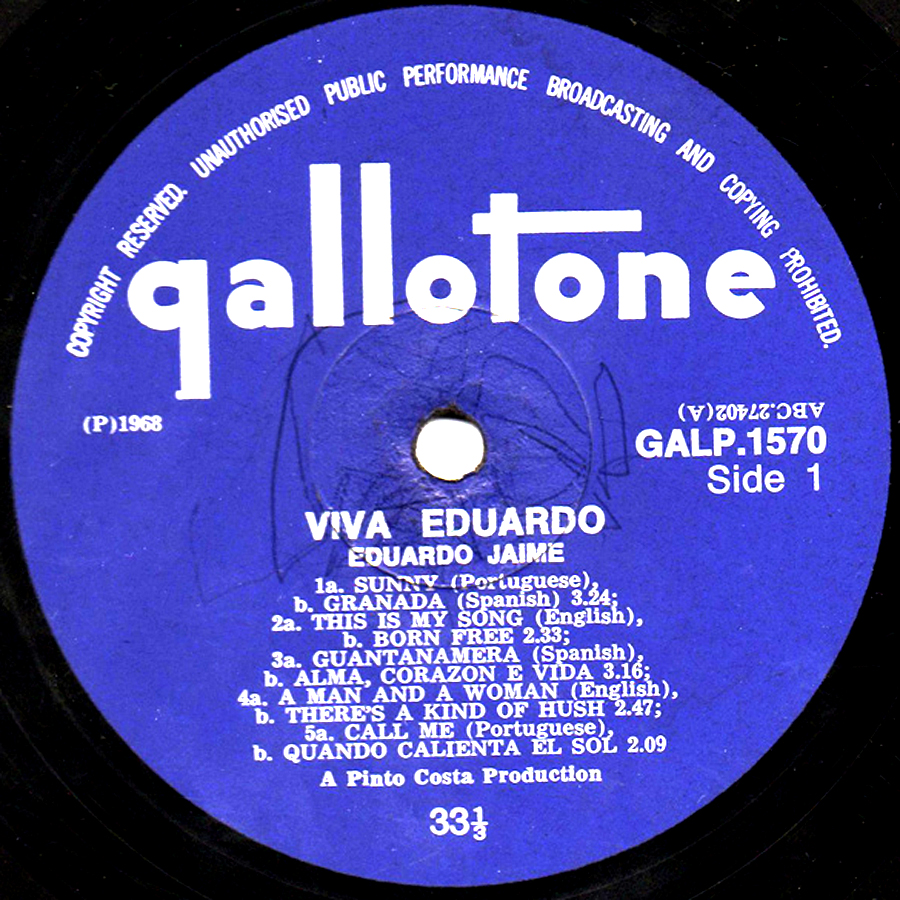 COPYRIGHT RESERVED. UNAUTHORISED PUBLIC PERFORMANCE BROADCASTING AND COPYING PROHIBITED.
gallotone
(P)1968
ABC.27402(A)
GALP.1570
Side 1
VIVA EDUARDO
EDUARDO JAIME
1a. SUNNY (Portuguese),
b. GRANADA (Spanish) 3.24;
2a. THIS IS MY SONG (English),
b. BORN FREE 2.33;
3a. GUANTANAMERA (Spanish),
b. ALMA, CORAZON E VIDA 3.16;
4a. A MAN AND A WOMAN (English),
b. THERE'S A KIND OF HUSH 2.47;
5a. CALL ME (Portuguese),
b. QUANDO CALIENTA EL SOL 2.09
A Pinto Costa Production
33⅓